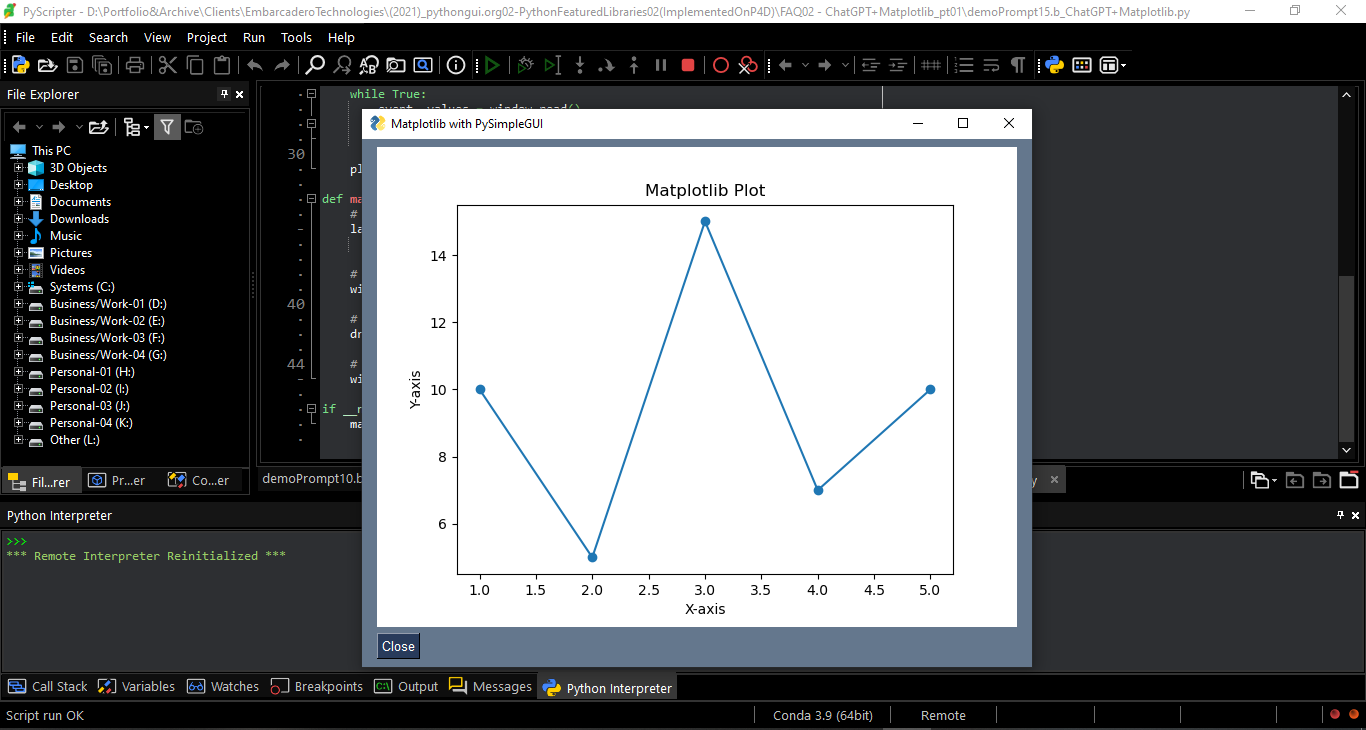 PyScripter - D:\Portfolio&Archive\Clients\EmbarcaderoTechnologies\(2021)_pythongui.org02-PythonFeaturedLibraries02(ImplementedOnP4D)\FAQ02 - ChatGPT+Matplotlib_pt01\demoPrompt15.b_ChatGPT+Matplotlib.py
File Edit Search View Project Run Tools Help
File Explorer
This PC
3D Objects
Desktop
Documents
Downloads
Music
Pictures
Videos
Systems (C:)
Business/Work-01 (D:)
Business/Work-02 (E:)
Business/Work-03 (F:)
Business/Work-04 (G:)
Personal-01 (H:)
Personal-02 (I:)
Personal-03 (J:)
Personal-04 (K:)
Other (L:)
Fil...rer Pr...er Co...er
while True:
event, values = window.read()
30
pl
def ma
#
la
#
40 wi
#
dr
44 #
wi
if __n
ma
demoPrompt10.b
y
Matplotlib with PySimpleGUI
Matplotlib Plot
14
12
10
8
6
Y-axis
1.0 1.5 2.0 2.5 3.0 3.5 4.0 4.5 5.0
X-axis
Close
Python Interpreter
>>>
*** Remote Interpreter Reinitialized ***
Call Stack Variables Watches Breakpoints Output Messages Python Interpreter
Script run OK Conda 3.9 (64bit) Remote